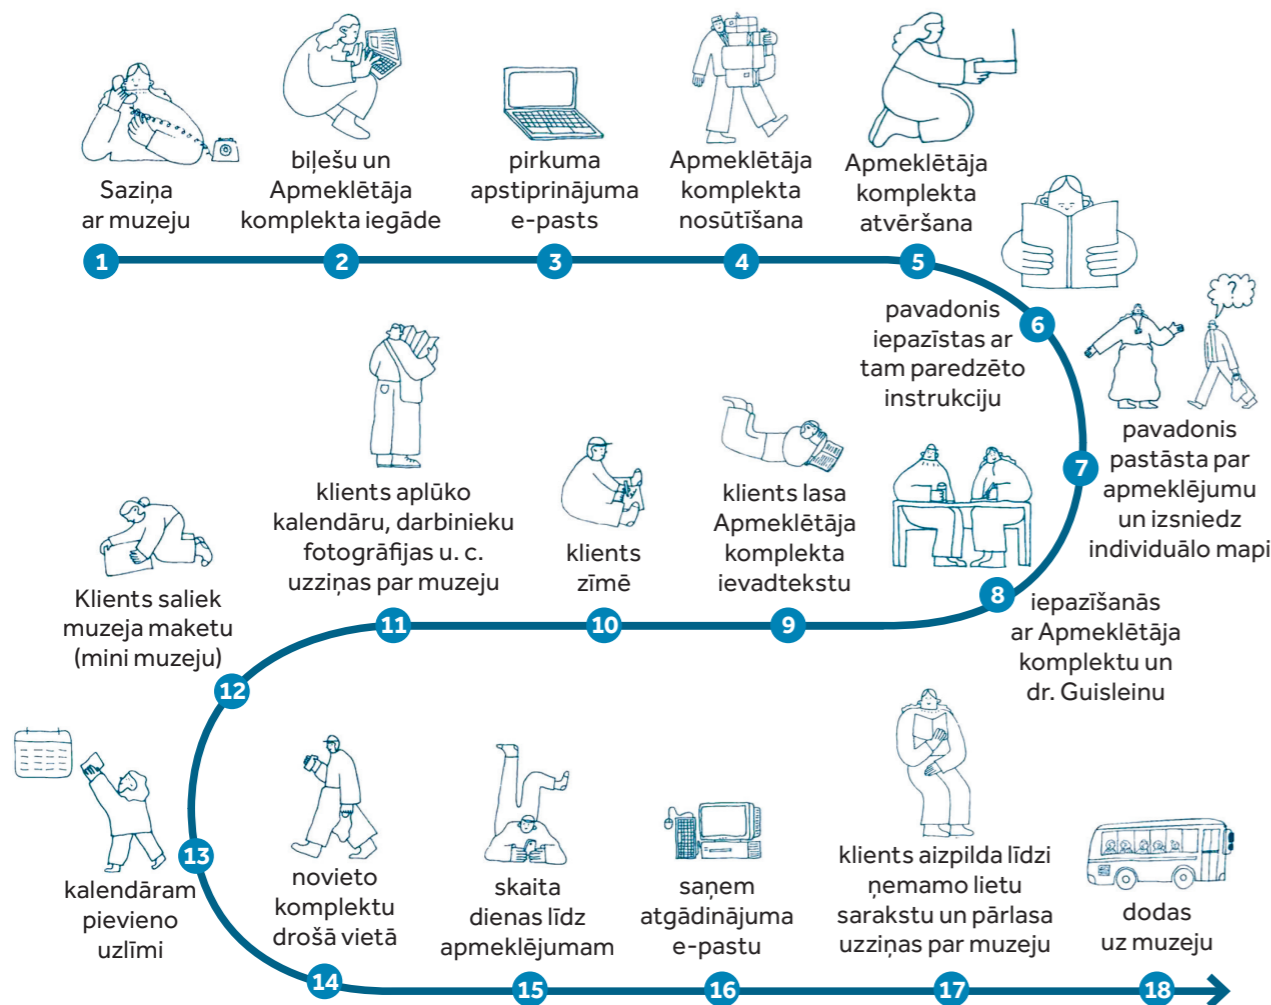 Saziņa
ar muzeju
1
biļešu un
Apmeklētāja
komplekta iegāde
2
pirkuma
apstiprinājuma
e-pasts
3
Apmeklētāja
komplekta
nosūtīšana
4
Apmeklētāja
komplekta
atvēršana
5
pavadonis
iepazīstas ar
tam paredzēto
instrukciju
6
?
pavadonis
pastāsta par
apmeklējumu
un izsniedz
individuālo mapi
7
iepazīšanās
ar Apmeklētāja
komplektu un
dr. Guisleinu
8
klients lasa
Apmeklētāja
komplekta
ievadtekstu
9
klients
zīmē
10
klients aplūko
kalendāru, darbinieku
fotogrāfijas u. c.
uzziņas par muzeju
11
Klients saliek
muzeja maketu
(mini muzeju)
12
kalendāram
pievieno
uzlīmi
13
novieto
komplektu
drošā vietā
14
skaita
dienas līdz
apmeklējumam
15
saņem
atgādinājuma
e-pastu
16
klients aizpilda līdzi
ņemamo lietu
sarakstu un pārlasa
uzziņas par muzeju
17
dodas
uz muzeju
18